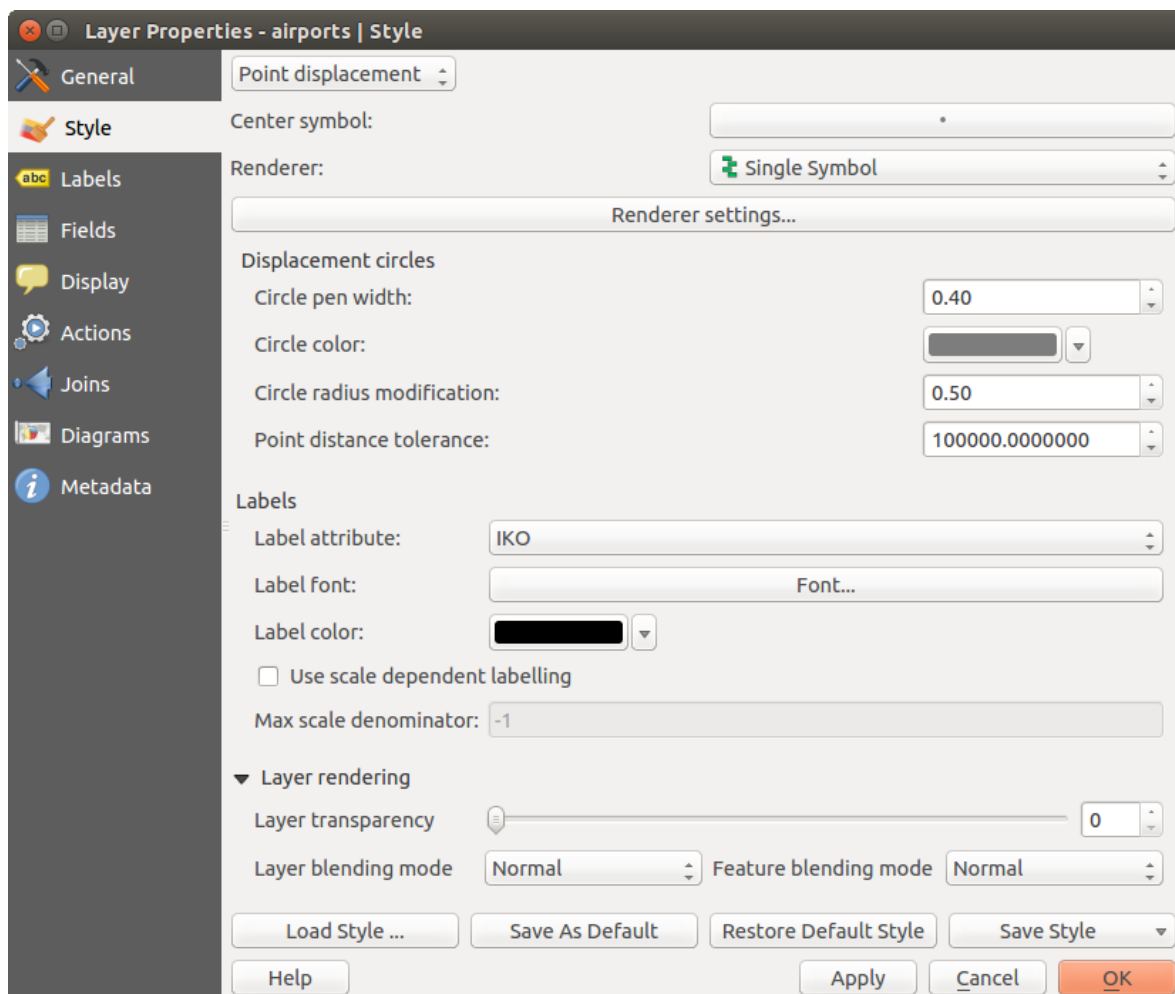 Layer Properties - airports | Style
General
Style
abc Labels
Fields
Display
Actions
Joins
Diagrams
i Metadata
Point displacement
Center symbol:
Renderer: Single Symbol
Renderer settings...
Displacement circles
Circle pen width: 0.40
Circle color:
Circle radius modification: 0.50
Point distance tolerance: 100000.0000000
Labels
Label attribute: IKO
Label font: Font...
Label color:
Use scale dependent labelling
Max scale denominator: -1
Layer rendering
Layer transparency 0
Layer blending mode Normal Feature blending mode Normal
Load Style ... Save As Default Restore Default Style Save Style
Help Apply Cancel OK